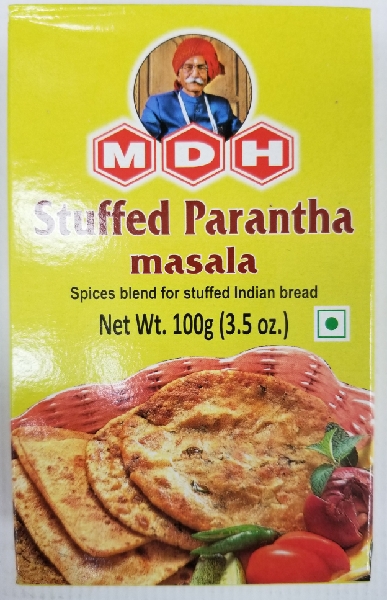 MDH
Stuffed Parantha
masala
Spices blend for stuffed Indian bread
Net Wt. 100g (3.5 oz.)